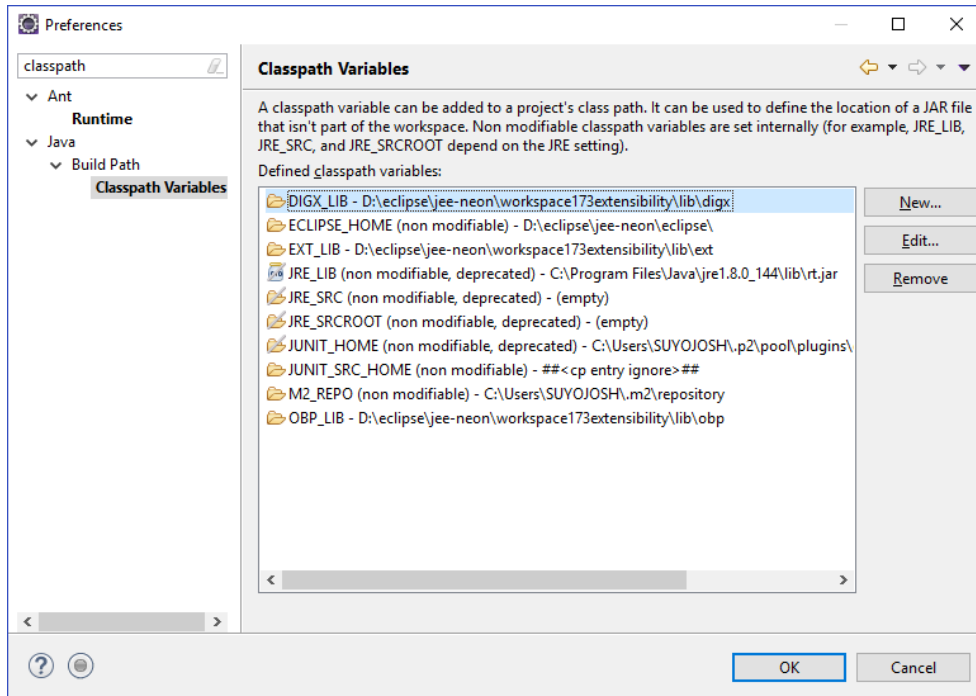 Preferences
classpath
Ant
Runtime
Java
Build Path
Classpath Variables
Classpath Variables
A classpath variable can be added to a project's class path. It can be used to define the location of a JAR file
that isn't part of the workspace. Non modifiable classpath variables are set internally (for example, JRE_LIB,
JRE_SRC, and JRE_SRCROOT depend on the JRE setting).
Defined classpath variables:
DIGX_LIB - D:\eclipse\jee-neon\workspace173extensibility\lib\digx
ECLIPSE_HOME (non modifiable) - D:\eclipse\jee-neon\eclipse\
EXT_LIB - D:\eclipse\jee-neon\workspace173extensibility\lib\ext
JRE_LIB (non modifiable, deprecated) - C:\Program Files\Java\jre1.8.0_144\lib\rt.jar
JRE_SRC (non modifiable, deprecated) - (empty)
JRE_SRCROOT (non modifiable, deprecated) - (empty)
JUNIT_HOME (non modifiable, deprecated) - C:\Users\SUYOJOSH\.p2\pool\plugins\
JUNIT_SRC_HOME (non modifiable) - ##<cp entry ignore>##
M2_REPO (non modifiable) - C:\Users\SUYOJOSH\.m2\repository
OBP_LIB - D:\eclipse\jee-neon\workspace173extensibility\lib\obp
New...
Edit...
Remove
OK
Cancel